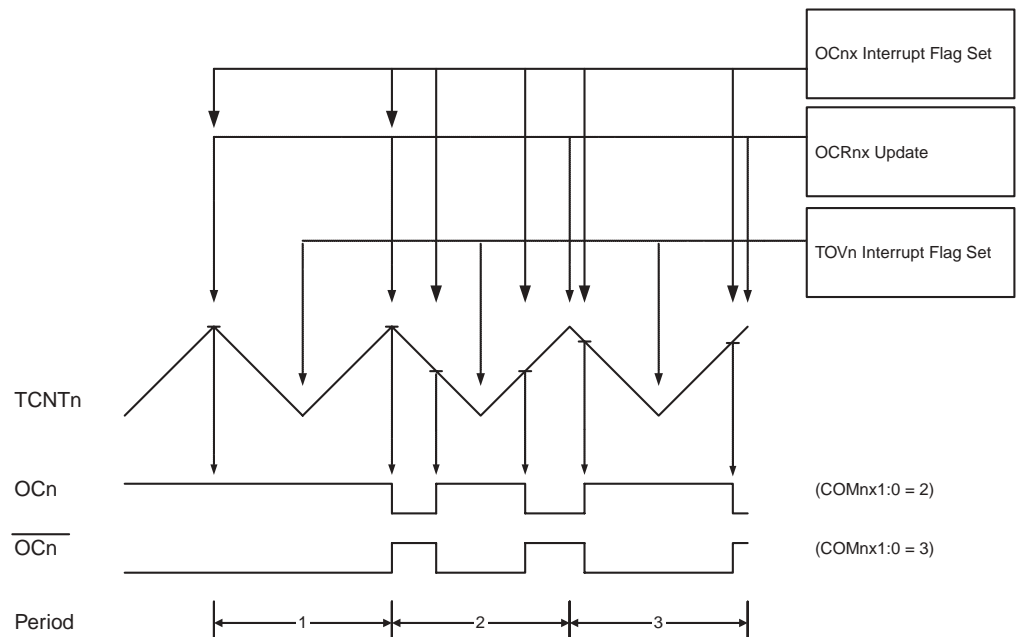 OCnx Interrupt Flag Set
OCRnx Update
TOVn Interrupt Flag Set
TCNTn
OCn
(COMnx1:0 = 2)
OCn
(COMnx1:0 = 3)
Period
1
2
3